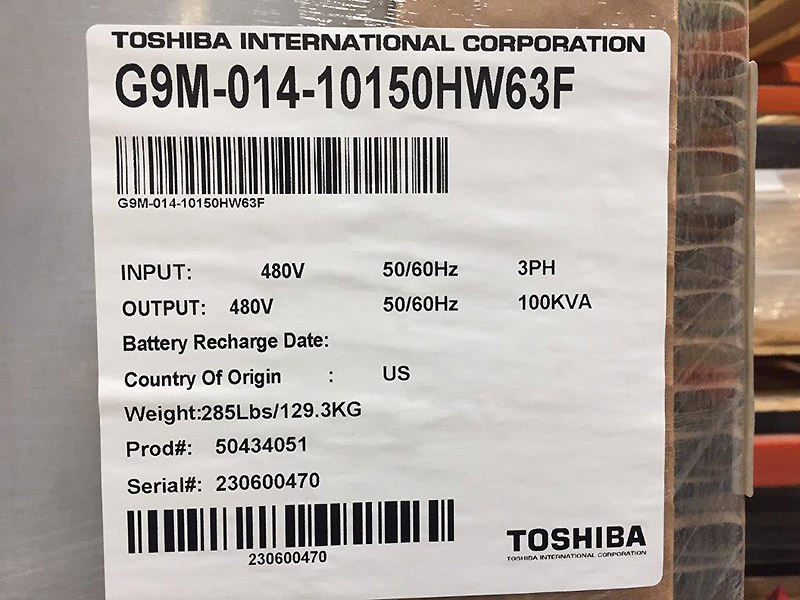 TOSHIBA INTERNATIONAL CORPORATION
G9M-014-10150HW63F
G9M-014-10150HW63F
INPUT: 480V 50/60Hz 3PH
OUTPUT: 480V 50/60Hz 100KVA
Battery Recharge Date:
Country Of Origin : US
Weight:285Lbs/129.3KG
Prod#: 50434051
Serial#: 230600470
230600470
TOSHIBA
TOSHIBA INTERNATIONAL CORPORATION